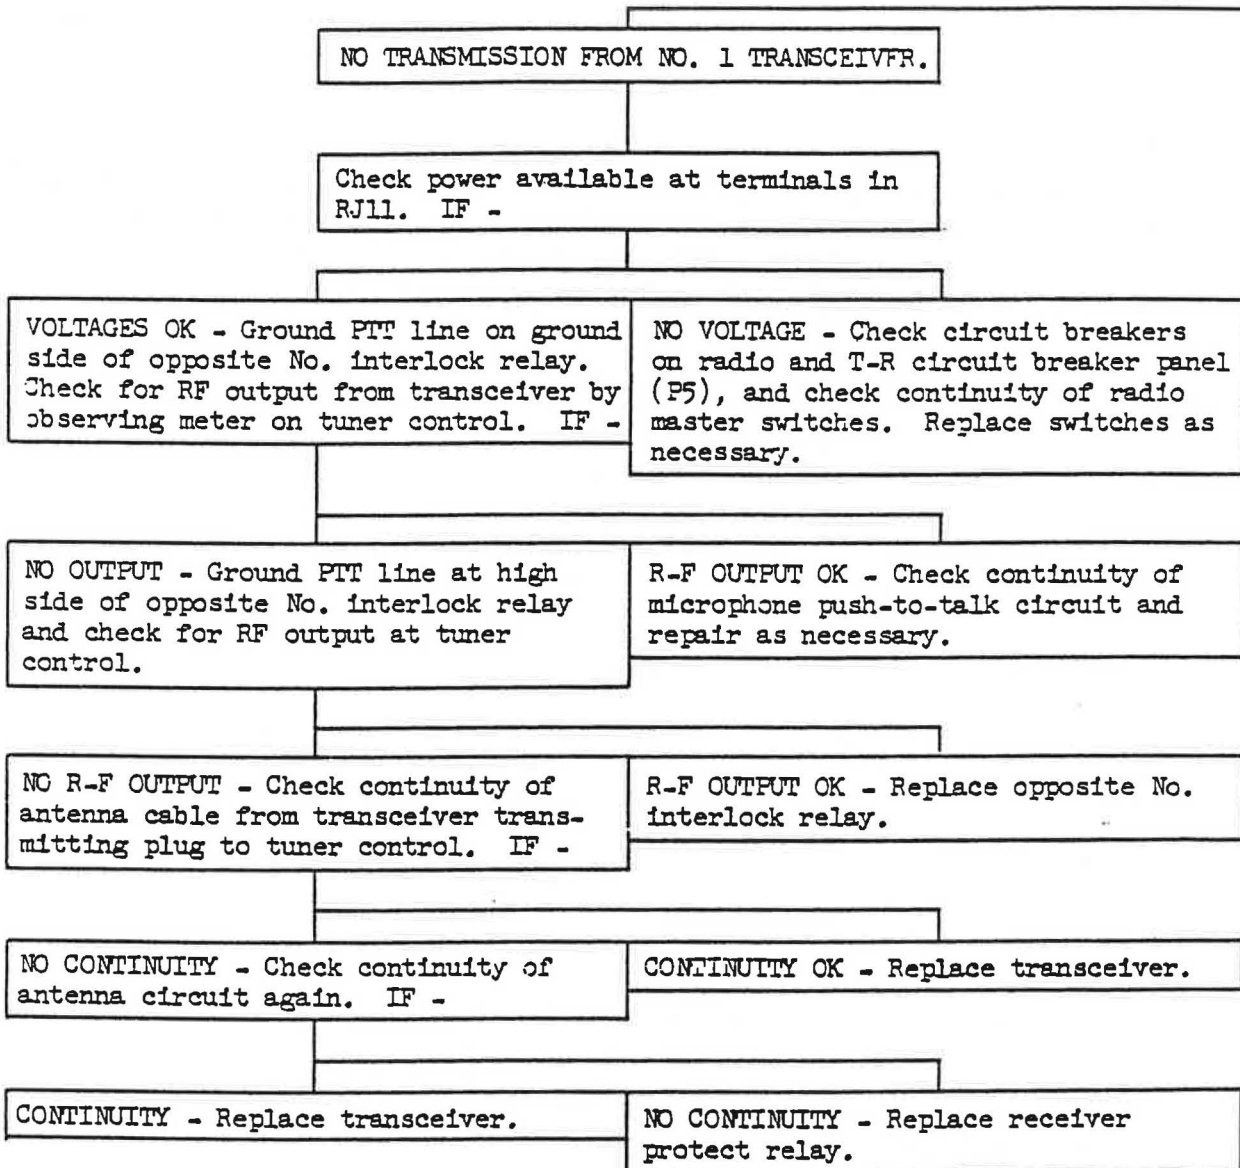 NO TRANSMISSION FROM NO. 1 TRANSCEIVFR.
Check power available at terminals in
RJ11. IF -
VOLTAGES OK - Ground PTT line on ground
side of opposite No. interlock relay.
Check for RF output from transceiver by
observing meter on tuner control. IF -
NO VOLTAGE - Check circuit breakers
on radio and T-R circuit breaker panel
(P5), and check continuity of radio
master switches. Replace switches as
necessary.
NO OUTPUT - Ground PTT line at high
side of opposite No. interlock relay
and check for RF output at tuner
control.
R-F OUTPUT OK - Check continuity of
microphone push-to-talk circuit and
repair as necessary.
NO R-F OUTPUT - Check continuity of
antenna cable from transceiver trans-
mitting plug to tuner control. IF -
R-F OUTPUT OK - Replace opposite No.
interlock relay.
NO CONTINUITY - Check continuity of
antenna circuit again. IF -
CONTINUITY OK - Replace transceiver.
CONTINUITY - Replace transceiver.
NO CONTINUITY - Replace receiver
protect relay.